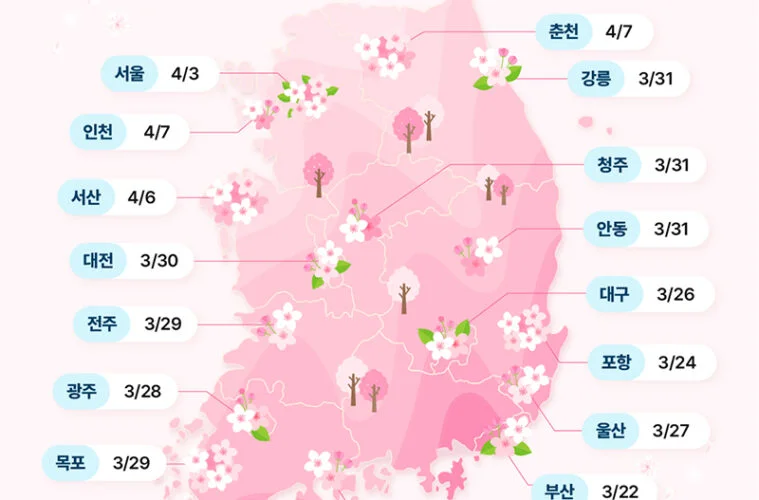 춘천 4/7
서울 4/3
강릉 3/31
인천 4/7
청주 3/31
서산 4/6
안동 3/31
대전 3/30
대구 3/26
전주 3/29
포항 3/24
광주 3/28
울산 3/27
목포 3/29
부산 3/22